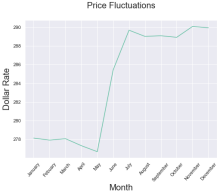 Price Fluctuations
Dollar Rate
290
288
286
284
282
280
278
January
February
March
April
May
June
July
August
September
October
November
December
Month